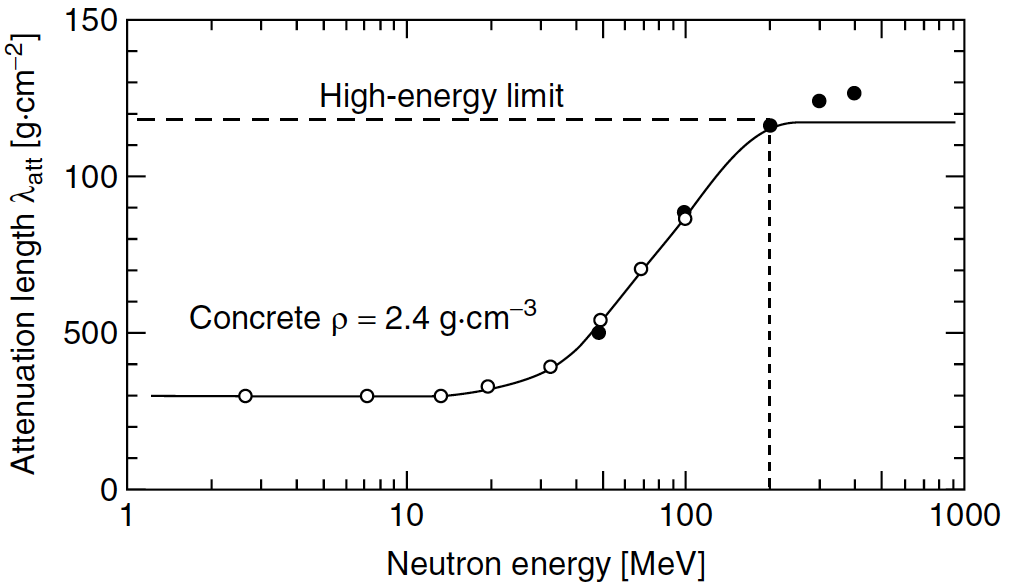 150
High-energy limit
100
Concrete ρ = 2.4 g·cm⁻³
500
0
1 10 100 1000
Neutron energy [MeV]
Attenuation length λatt [g·cm⁻²]